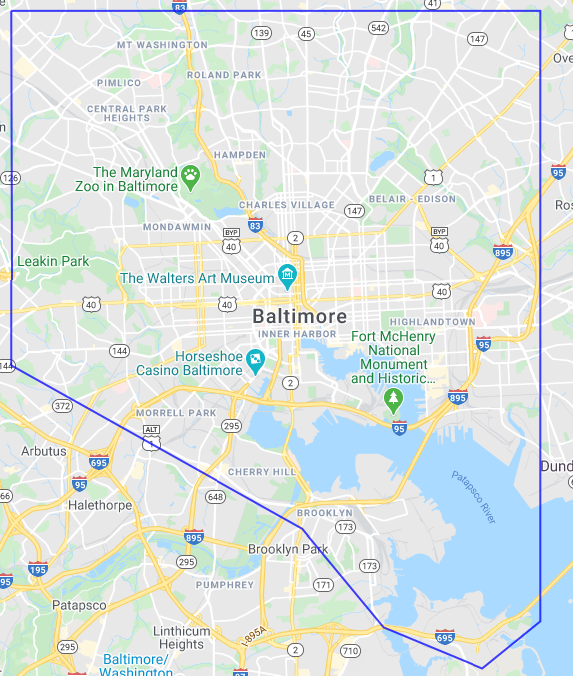 83
41
139
45
542
147
MT WASHINGTON
Ove
ROLAND PARK
PIMLICO
CENTRAL PARK
HEIGHTS
HAMPDEN
The Maryland
Zoo in Baltimore
126
1
95
BELAIR - EDISON
CHARLES VILLAGE
147
Ros
MONDAWMIN
83
BYP
40
2
BYP
40
895
Leakin Park
The Walters Art Museum
40
40
40
Baltimore
HIGHLANDTOWN
INNER HARBOR
Fort McHenry
National
Monument
and Historic...
95
144
Horseshoe
Casino Baltimore
144
2
895
372
MORRELL PARK
295
95
ALT
1
Arbutus
695
CHERRY HILL
95
Dund
Patapsco River
66
648
Halethorpe
BROOKLYN
173
895
Brooklyn Park
295
173
195
95
PUMPHREY
171
Patapsco
I-895A
695
Linthicum
Heights
295
2
710
Baltimore/
Washington
97